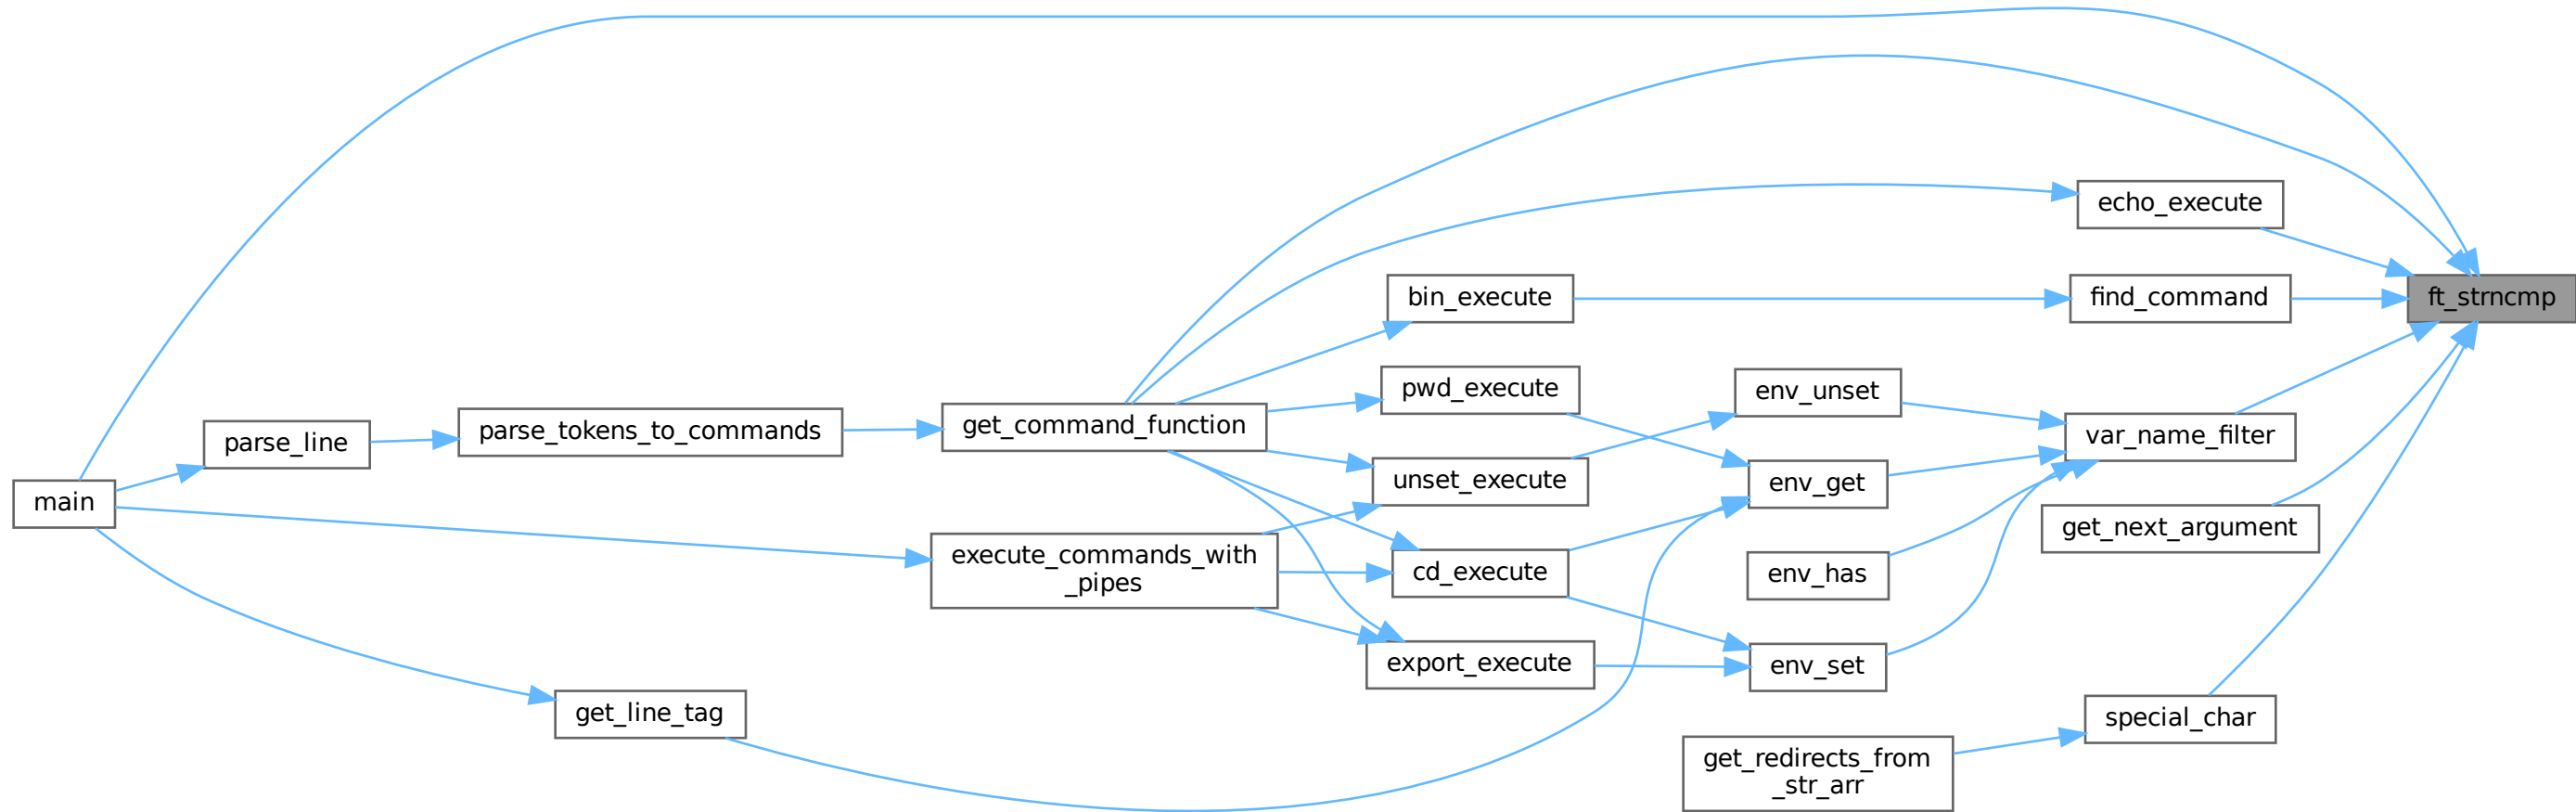 main
parse_line
parse_tokens_to_commands
get_line_tag
get_command_function
execute_commands_with
_pipes
bin_execute
pwd_execute
unset_execute
cd_execute
export_execute
env_unset
env_get
env_has
env_set
get_redirects_from
_str_arr
echo_execute
find_command
var_name_filter
get_next_argument
special_char
ft_strncmp